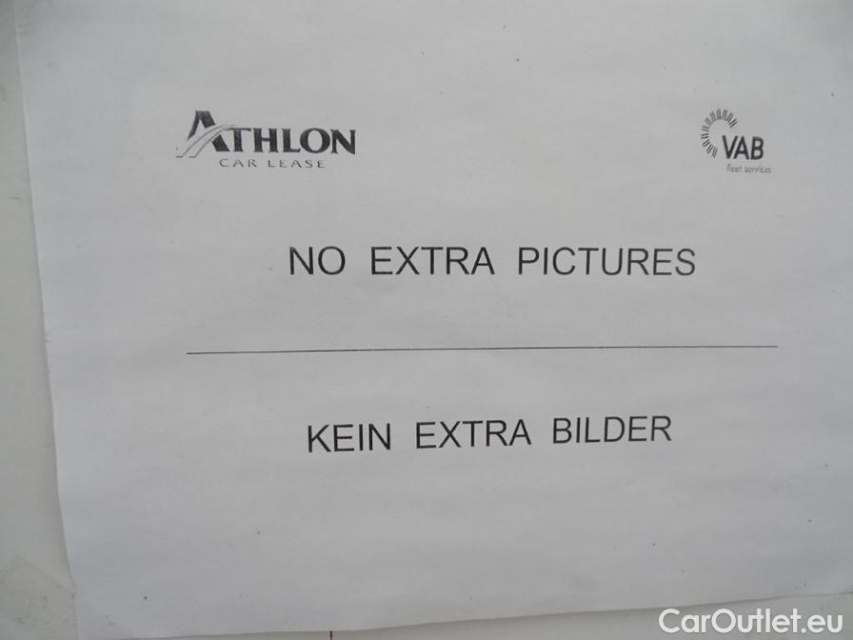 ATHLON
CAR LEASE
VAB
fleet services
NO EXTRA PICTURES
KEIN EXTRA BILDER
CarOutlet.eu